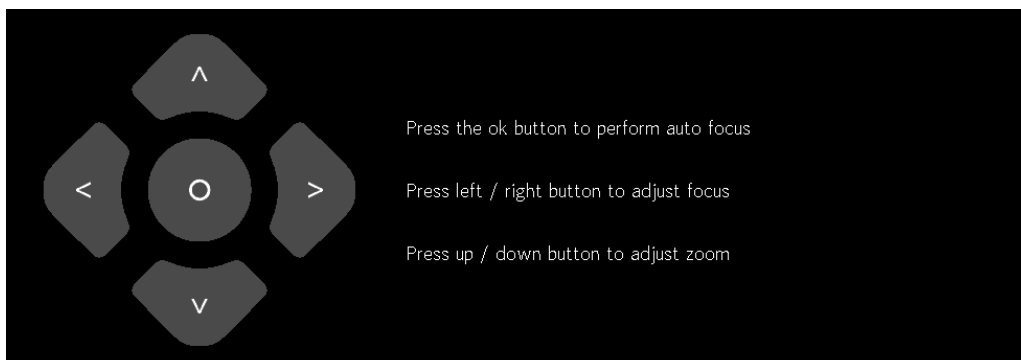 ^
Press the ok button to perform auto focus
< O >
Press left / right button to adjust focus
Press up / down button to adjust zoom
v